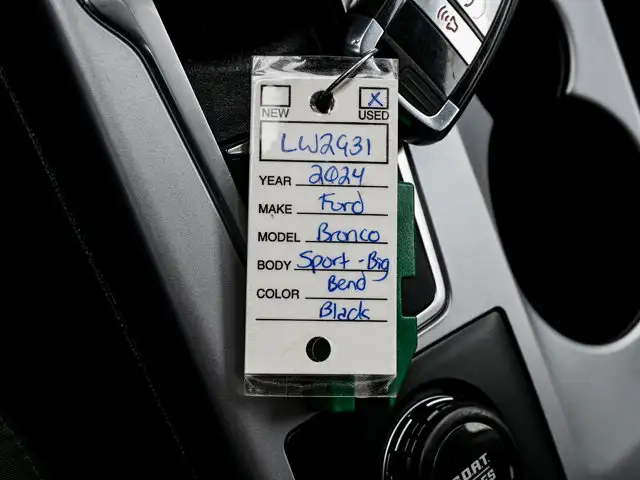 X
NEW USED
LW2931
YEAR 2024
MAKE Ford
MODEL Bronco
BODY Sport - Big
Bend
COLOR
Black
G.O.A.T.